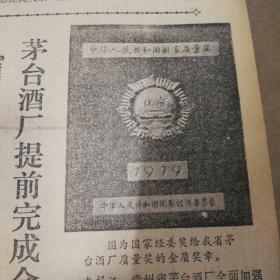 茅台酒厂提前完成全
中华人民共和国国家质量奖
优质
1979
中华人民共和国国家经济委员会
图为国家经委奖给我省茅
台酒厂质量奖的金质奖章。
贵州省茅台酒厂全面加强